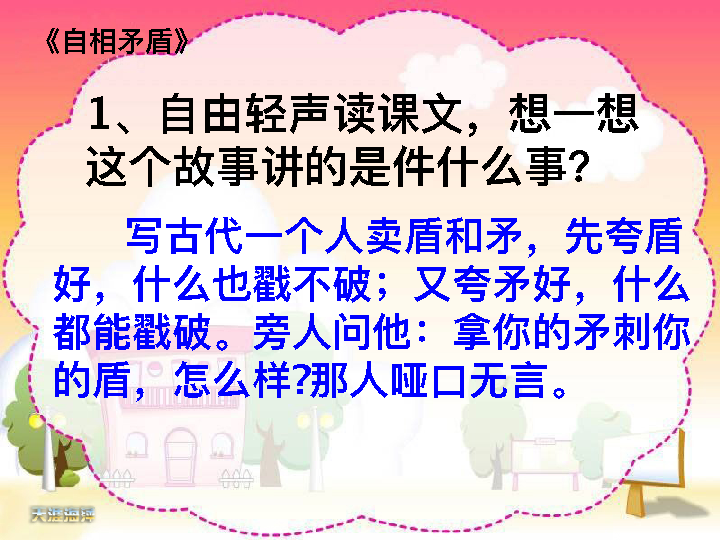 《自相矛盾》
1、自由轻声读课文，想一想
这个故事讲的是件什么事?
写古代一个人卖盾和矛，先夸盾
好，什么也戳不破；又夸矛好，什么
都能戳破。旁人问他：拿你的矛刺你
的盾，怎么样?那人哑口无言。